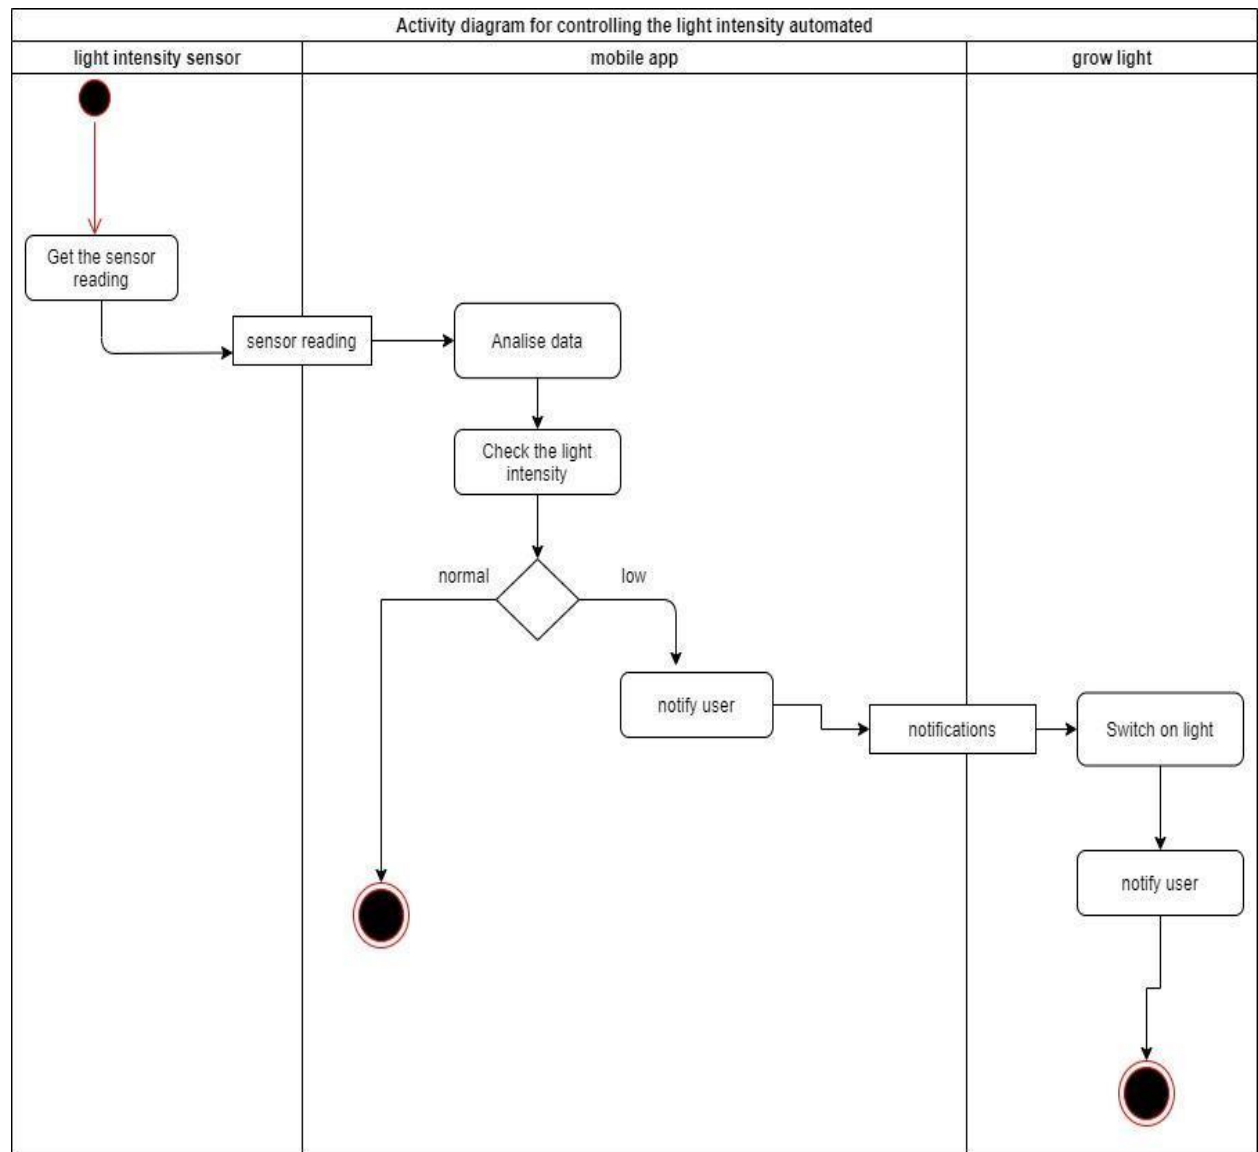 Activity diagram for controlling the light intensity automated
light intensity sensor
mobile app
grow light
Get the sensor
reading
sensor reading
Analise data
Check the light
intensity
normal
low
notify user
notifications
Switch on light
notify user